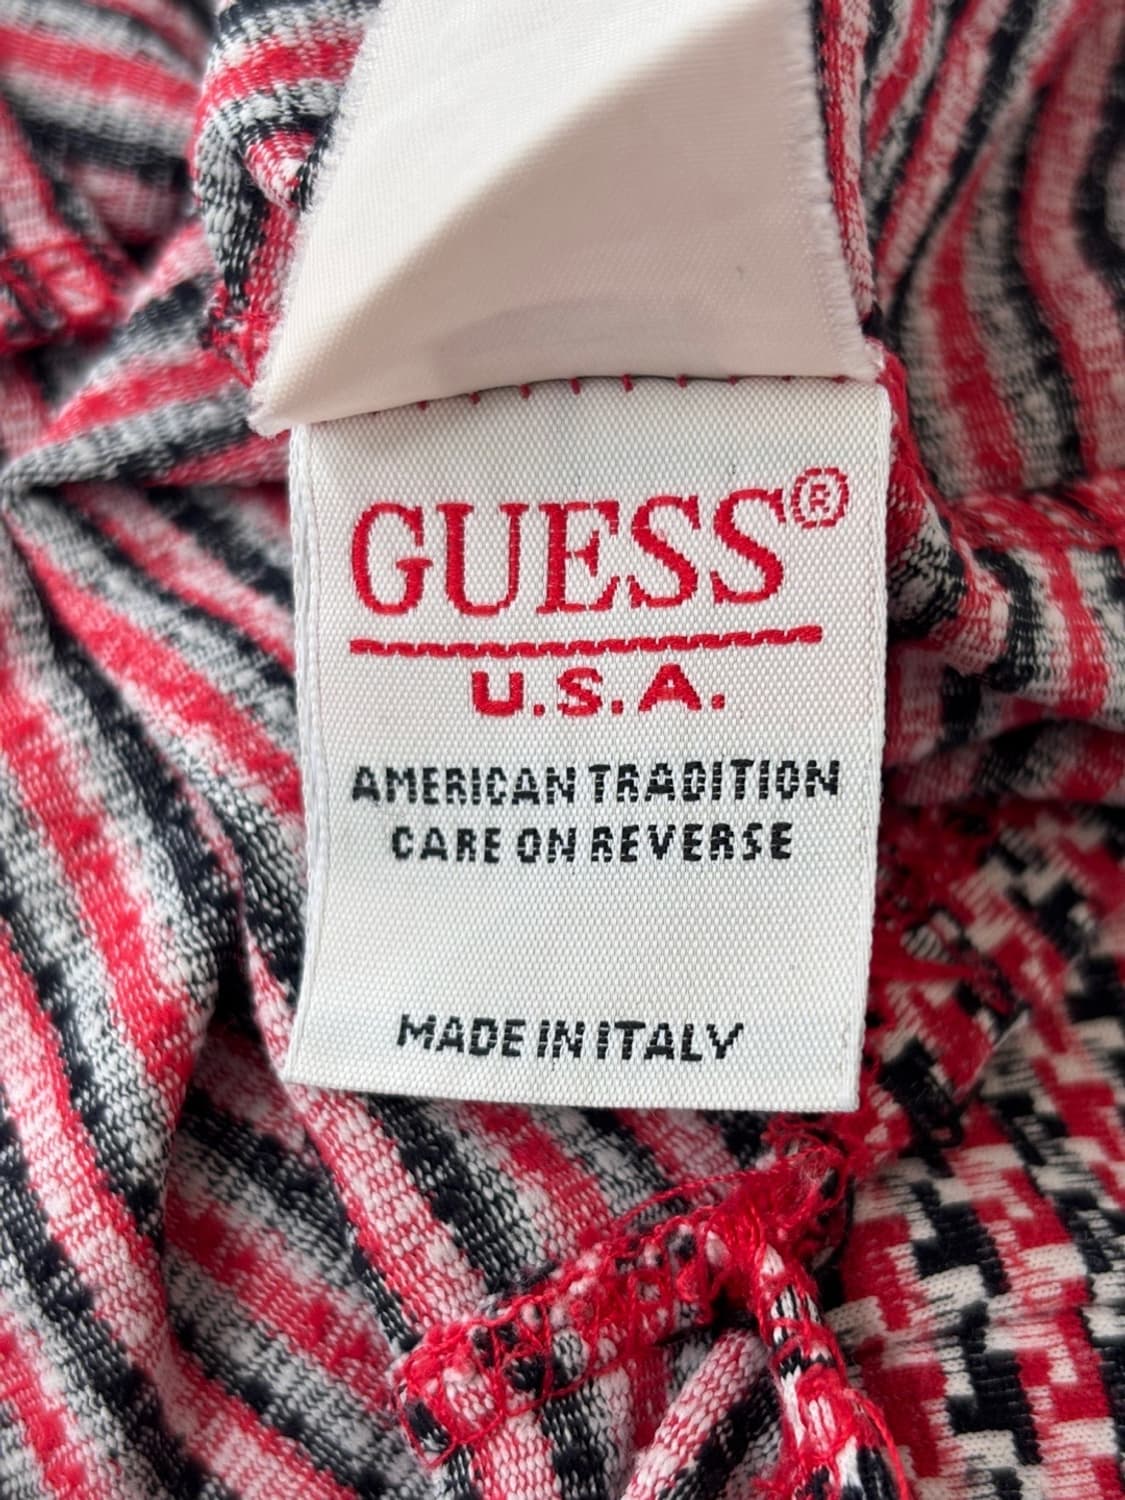 GUESS®
U.S.A.
AMERICAN TRADITION
CARE ON REVERSE
MADE IN ITALY